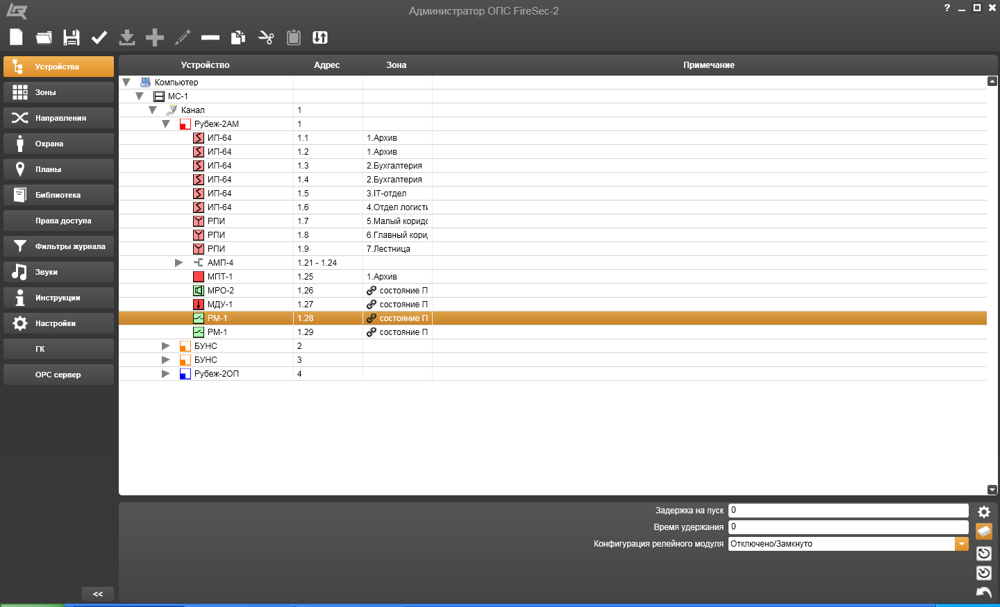 Администратор ОПС FireSec-2
?
Устройства
Зоны
Направления
Охрана
Планы
Библиотека
Права доступа
Фильтры журнала
Звуки
Инструкции
Настройки
ГК
ОРС сервер
<<
Устройство Адрес Зона Примечание
Компьютер
МС-1
Канал 1
Рубеж-2АМ 1
ИП-64 1.1 1.Архив
ИП-64 1.2 1.Архив
ИП-64 1.3 2.Бухгалтерия
ИП-64 1.4 2.Бухгалтерия
ИП-64 1.5 3.IT-отдел
ИП-64 1.6 4.Отдел логисти
РПИ 1.7 5.Малый коридо
РПИ 1.8 6.Главный кори
РПИ 1.9 7.Лестница
АМП-4 1.21 - 1.24
МПТ-1 1.25 1.Архив
МРО-2 1.26 состояние П
МДУ-1 1.27 состояние П
РМ-1 1.28 состояние П
РМ-1 1.29 состояние П
БУНС 2
БУНС 3
Рубеж-2ОП 4
Задержка на пуск 0
Время удержания 0
Конфигурация релейного модуля Отключено/Замкнуто